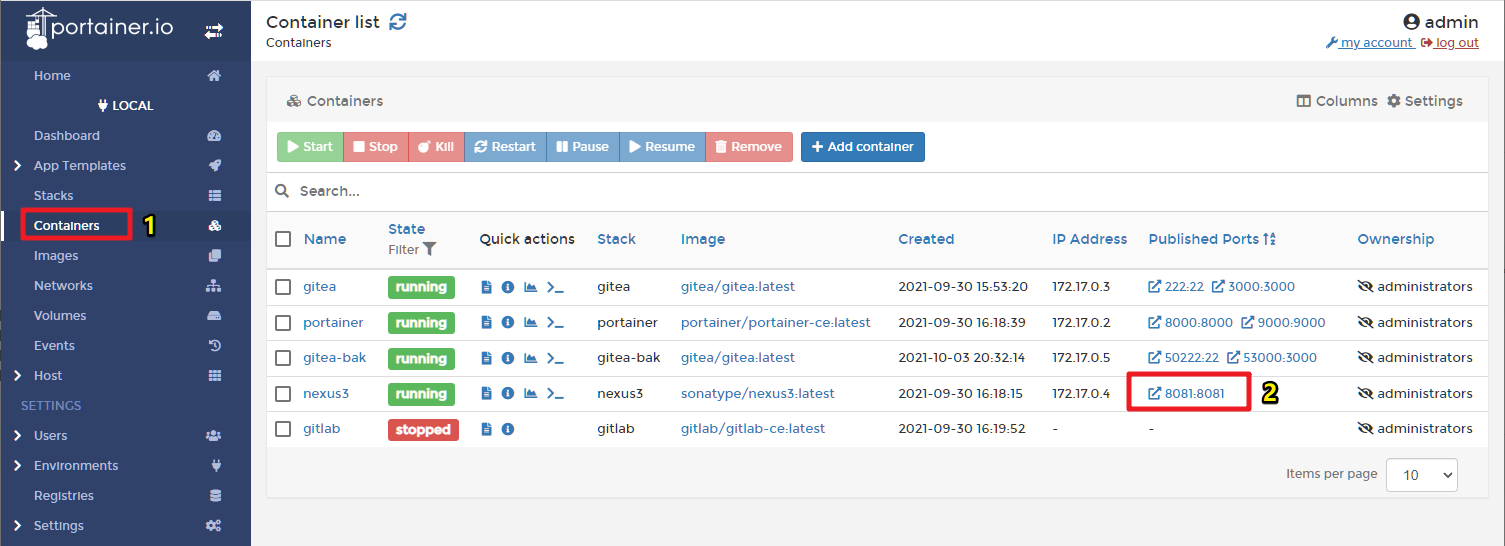 portainer.io
Home
LOCAL
Dashboard
App Templates
Stacks
Containers 1
Images
Networks
Volumes
Events
Host
SETTINGS
Users
Environments
Registries
Settings
Container list
Containers
admin
my account log out
Containers
Columns Settings
Start Stop Kill Restart Pause Resume Remove Add container
Search...
Name State Filter Quick actions Stack Image Created IP Address Published Ports Ownership
gitea running gitea gitea/gitea:latest 2021-09-30 15:53:20 172.17.0.3 222:22 3000:3000 administrators
portainer running portainer portainer/portainer-ce:latest 2021-09-30 16:18:39 172.17.0.2 8000:8000 9000:9000 administrators
gitea-bak running gitea-bak gitea/gitea:latest 2021-10-03 20:32:14 172.17.0.5 50222:22 53000:3000 administrators
nexus3 running nexus3 sonatype/nexus3:latest 2021-09-30 16:18:15 172.17.0.4 8081:8081 2 administrators
gitlab stopped gitlab gitlab/gitlab-ce:latest 2021-09-30 16:19:52 - - administrators
Items per page 10